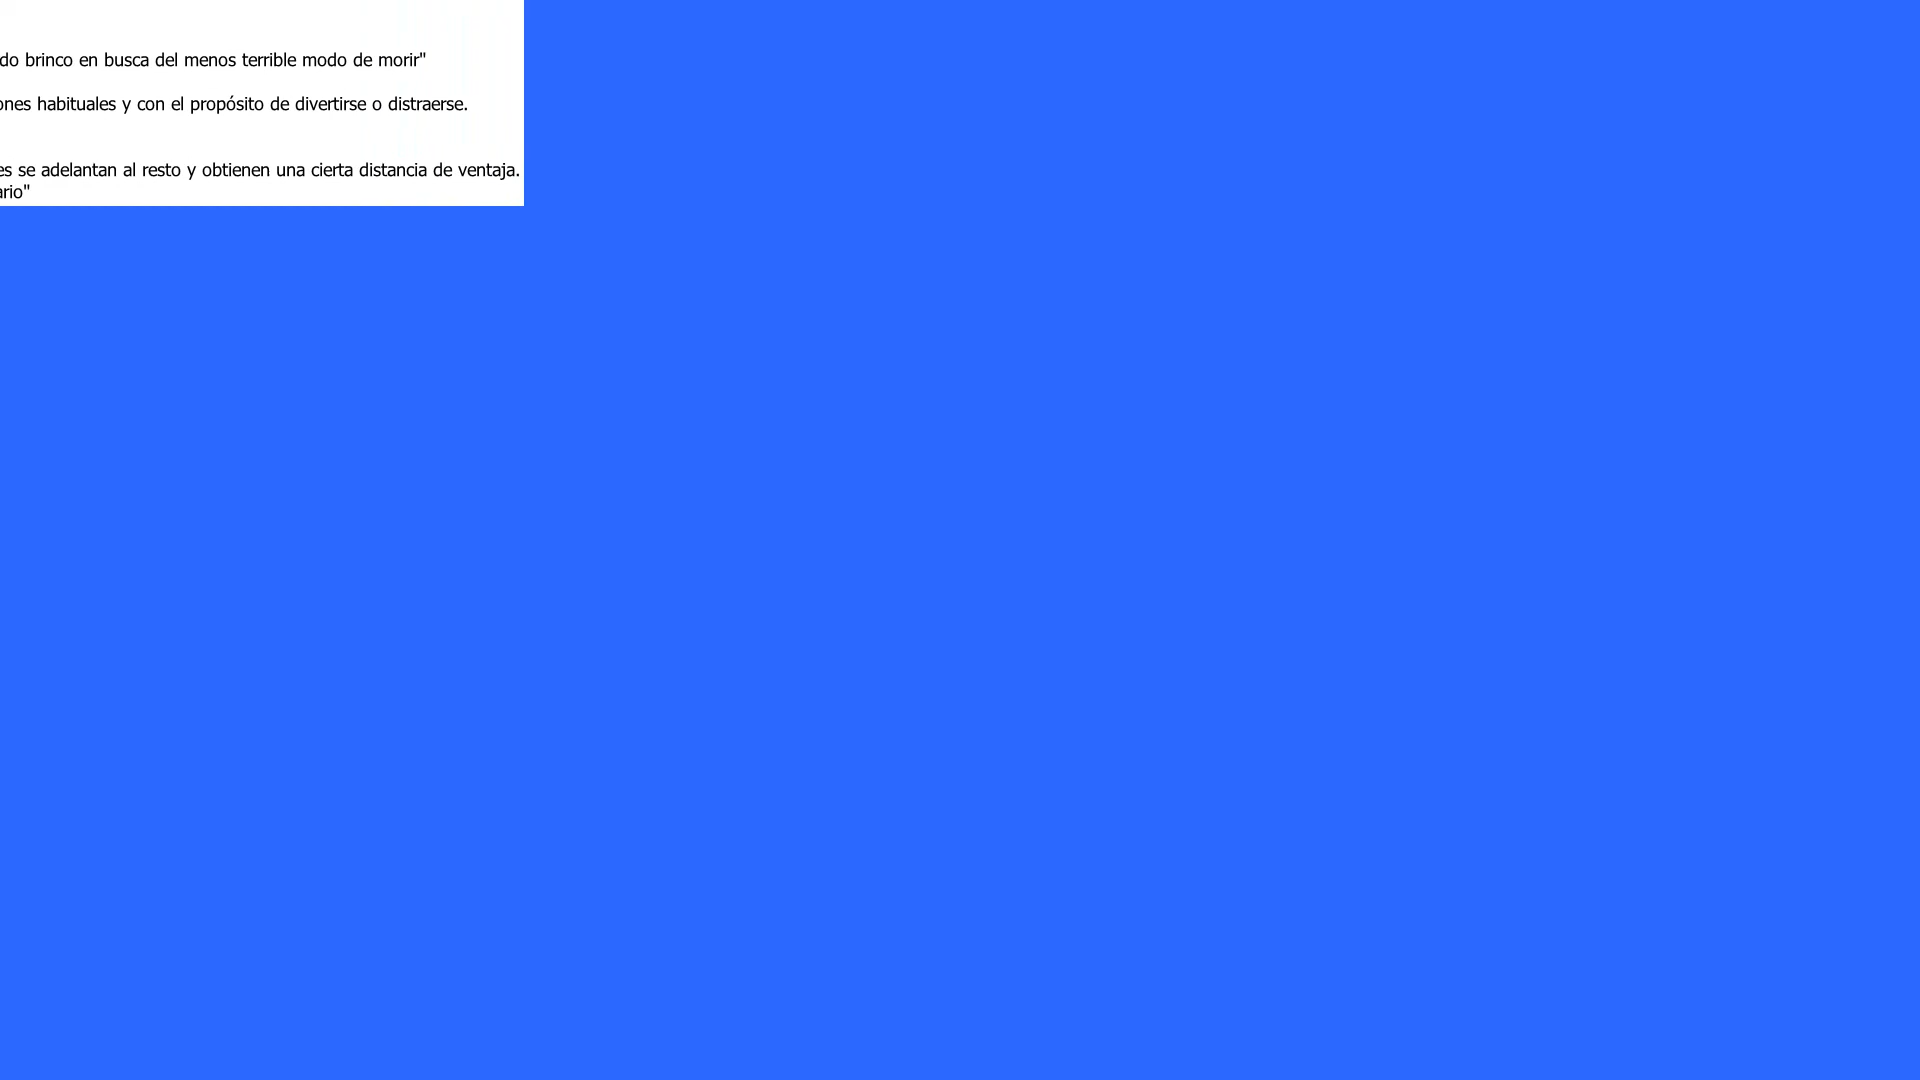 do brinco en busca del menos terrible modo de morir"
ones habituales y con el propósito de divertirse o distraerse.
es se adelantan al resto y obtienen una cierta distancia de ventaja.
ario"